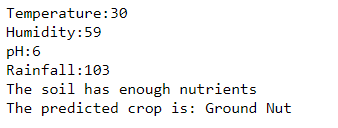 Temperature:30
Humidity:59
pH:6
Rainfall:103
The soil has enough nutrients
The predicted crop is: Ground Nut